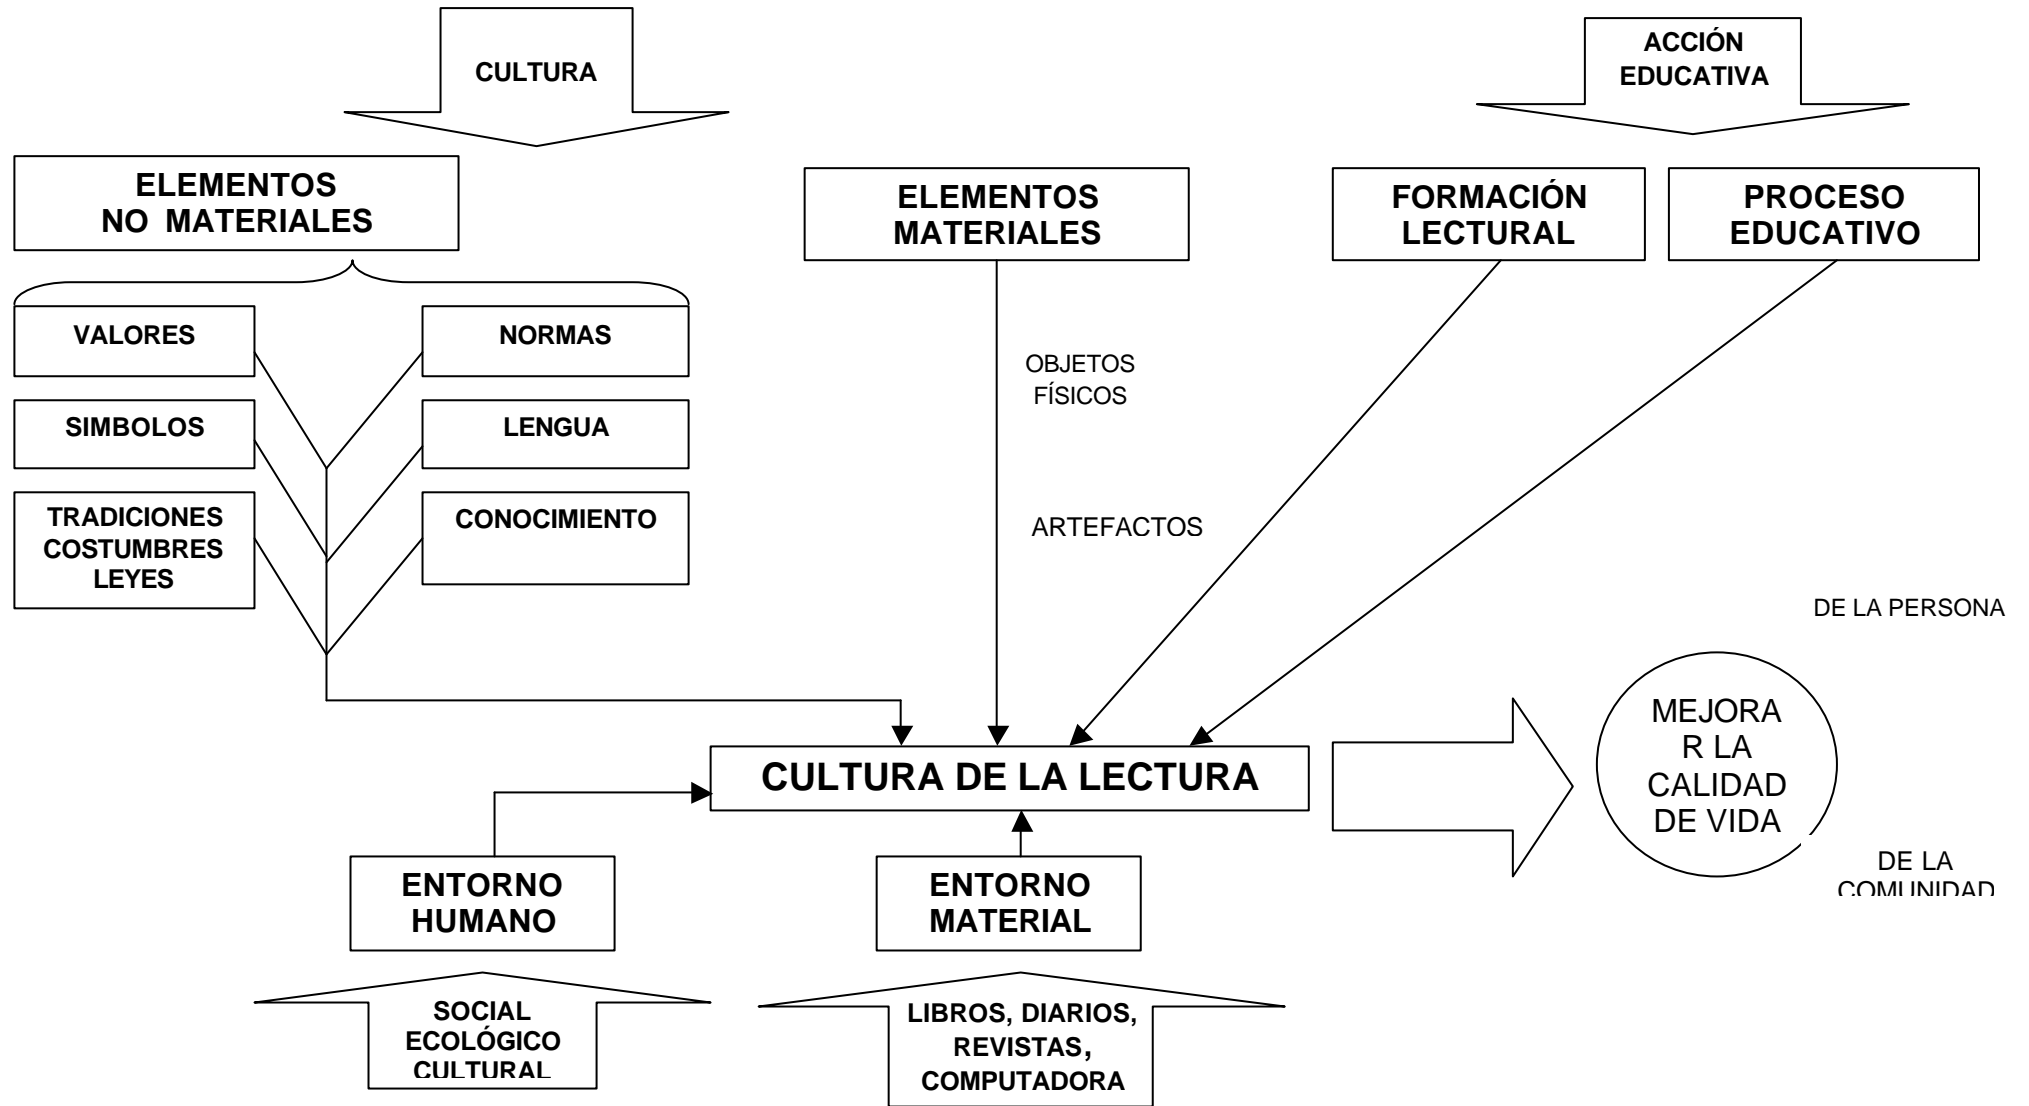 CULTURA
ACCIÓN
EDUCATIVA
ELEMENTOS
NO MATERIALES
ELEMENTOS
MATERIALES
FORMACIÓN
LECTURAL
PROCESO
EDUCATIVO
VALORES
NORMAS
SIMBOLOS
LENGUA
TRADICIONES
COSTUMBRES
LEYES
CONOCIMIENTO
OBJETOS
FÍSICOS
ARTEFACTOS
DE LA PERSONA
CULTURA DE LA LECTURA
MEJORA
R LA
CALIDAD
DE VIDA
DE LA
COMUNIDAD
ENTORNO
HUMANO
ENTORNO
MATERIAL
SOCIAL
ECOLÓGICO
CULTURAL
LIBROS, DIARIOS,
REVISTAS,
COMPUTADORA